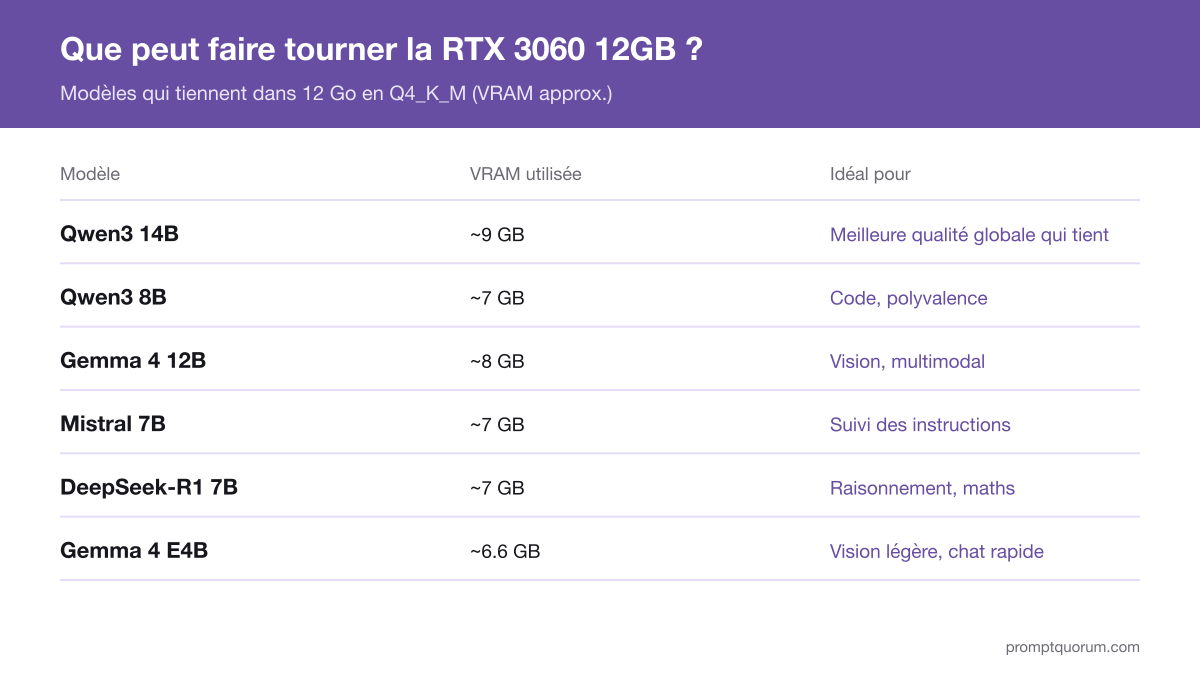 Que peut faire tourner la RTX 3060 12GB ?
Modèles qui tiennent dans 12 Go en Q4_K_M (VRAM approx.)
Modèle VRAM utilisée Idéal pour
Qwen3 14B ~9 GB Meilleure qualité globale qui tient
Qwen3 8B ~7 GB Code, polyvalence
Gemma 4 12B ~8 GB Vision, multimodal
Mistral 7B ~7 GB Suivi des instructions
DeepSeek-R1 7B ~7 GB Raisonnement, maths
Gemma 4 E4B ~6.6 GB Vision légère, chat rapide
promptquorum.com